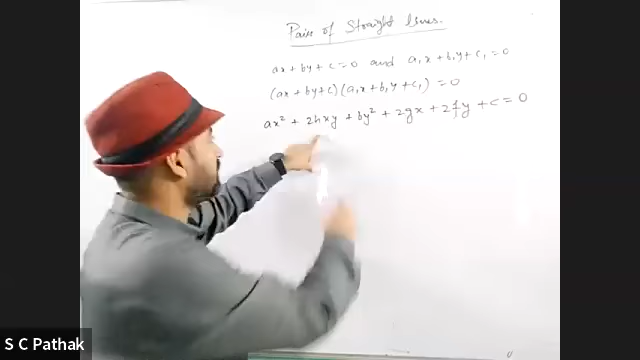 Pair of Straight lines.
ax + by + c = 0 and a₁x + b₁y + c₁ = 0
(ax + by + c)(a₁x + b₁y + c₁) = 0
ax² + 2hxy + by² + 2gx + 2fy + c = 0
S C Pathak